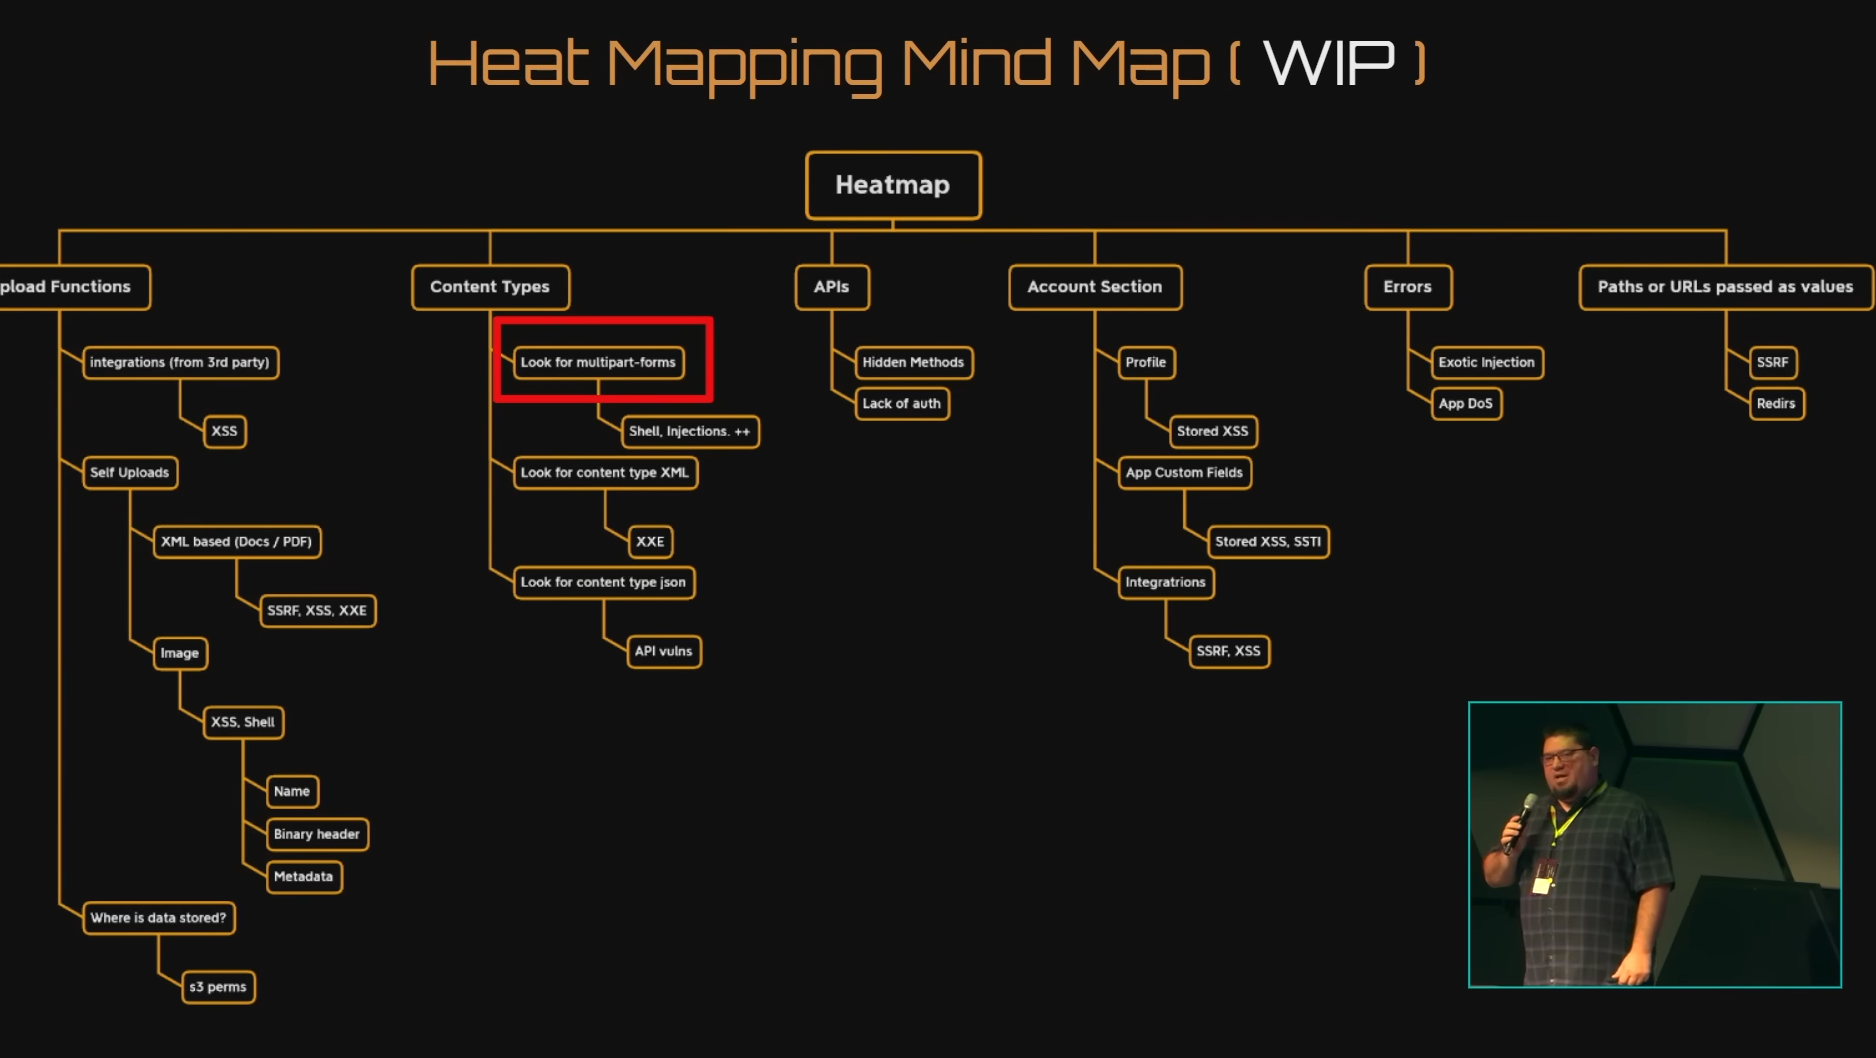 Heat Mapping Mind Map ( WIP )
Heatmap
pload Functions
integrations (from 3rd party)
XSS
Self Uploads
XML based (Docs / PDF)
SSRF, XSS, XXE
Image
XSS, Shell
Name
Binary header
Metadata
Where is data stored?
s3 perms
Content Types
Look for multipart-forms
Shell, Injections. ++
Look for content type XML
XXE
Look for content type json
API vulns
APIs
Hidden Methods
Lack of auth
Account Section
Profile
Stored XSS
App Custom Fields
Stored XSS, SSTI
Integratrions
SSRF, XSS
Errors
Exotic Injection
App DoS
Paths or URLs passed as values
SSRF
Redirs